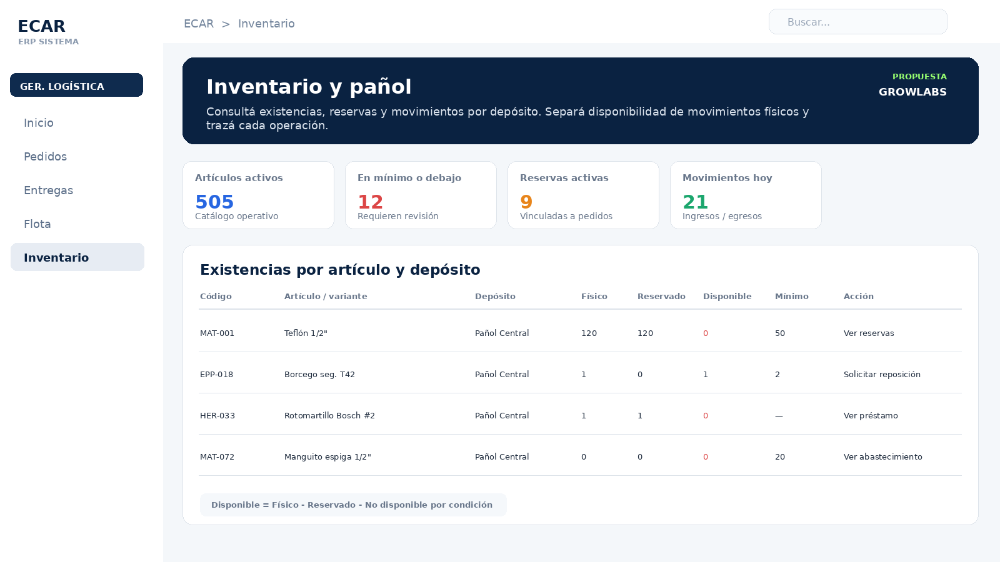 ECAR
ERP SISTEMA
GER. LOGÍSTICA
Inicio
Pedidos
Entregas
Flota
Inventario
ECAR > Inventario
Buscar...
Inventario y pañol
Consultá existencias, reservas y movimientos por depósito. Separá disponibilidad de movimientos físicos y
trazá cada operación.
PROPUESTA
GROWLABS
Artículos activos
505
Catálogo operativo
En mínimo o debajo
12
Requieren revisión
Reservas activas
9
Vinculadas a pedidos
Movimientos hoy
21
Ingresos / egresos
Existencias por artículo y depósito
Código Artículo / variante Depósito Físico Reservado Disponible Mínimo Acción
MAT-001 Teflón 1/2" Pañol Central 120 120 0 50 Ver reservas
EPP-018 Borcego seg. T42 Pañol Central 1 0 1 2 Solicitar reposición
HER-033 Rotomartillo Bosch #2 Pañol Central 1 1 0 — Ver préstamo
MAT-072 Manguito espiga 1/2" Pañol Central 0 0 0 20 Ver abastecimiento
Disponible = Físico - Reservado - No disponible por condición